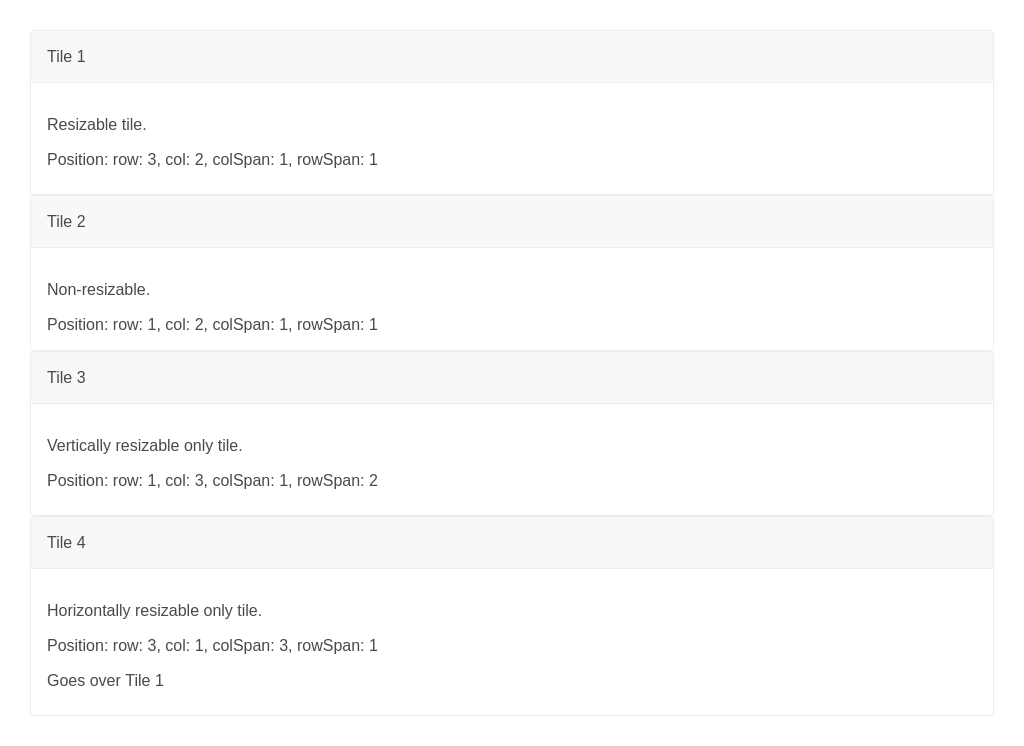 Tile 1
Resizable tile.
Position: row: 3, col: 2, colSpan: 1, rowSpan: 1
Tile 2
Non-resizable.
Position: row: 1, col: 2, colSpan: 1, rowSpan: 1
Tile 3
Vertically resizable only tile.
Position: row: 1, col: 3, colSpan: 1, rowSpan: 2
Tile 4
Horizontally resizable only tile.
Position: row: 3, col: 1, colSpan: 3, rowSpan: 1
Goes over Tile 1